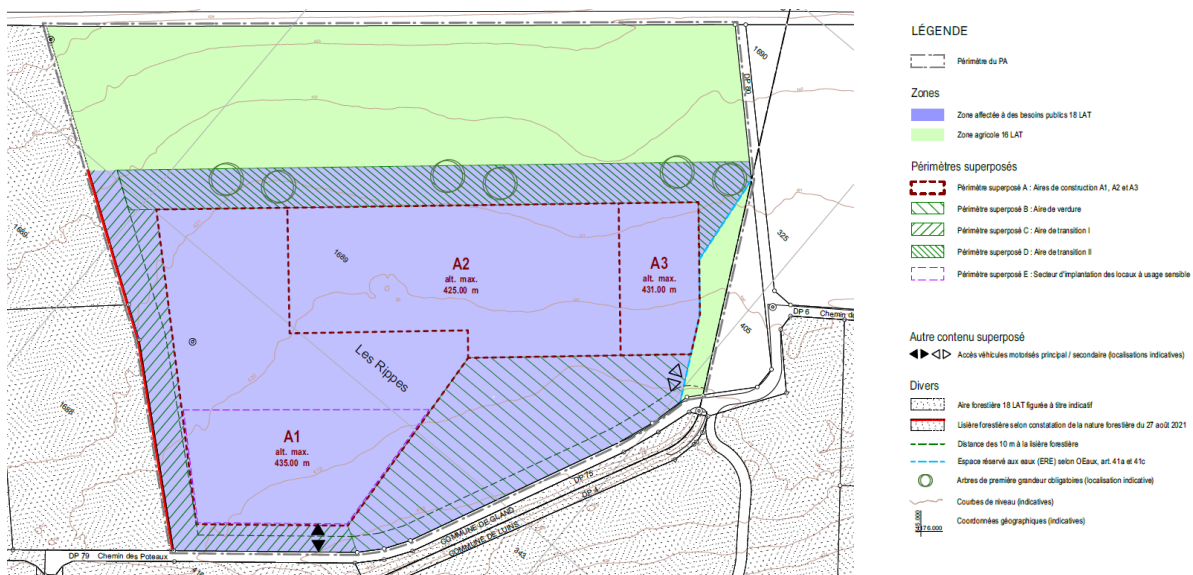 LÉGENDE
Périmètre du PA
Zones
Zone affectée à des besoins publics 18 LAT
Zone agricole 16 LAT
Périmètres superposés
Périmètre superposé A : Aires de construction A1, A2 et A3
Périmètre superposé B : Aire de verdure
Périmètre superposé C : Aire de transition I
Périmètre superposé D : Aire de transition II
Périmètre superposé E : Secteur d'implantation des locaux à usage sensible
Autre contenu superposé
Accès véhicules motorisés principal / secondaire (localisations indicatives)
Divers
Aire forestière 18 LAT figurée à titre indicatif
Lisière forestière selon constatation de la nature forestière du 27 août 2021
Distance des 10 m à la lisière forestière
Espace réservé aux eaux (ERE) selon OEaux, art. 41a et 41c
Arbres de première grandeur obligatoires (localisation indicative)
Courbes de niveau (indicatives)
Coordonnées géographiques (indicatives)
1690
DP 80
325
1689
A2
alt. max.
425.00 m
A3
alt. max.
431.00 m
405
DP 6
Les Rippes
1688
A1
alt. max.
435.00 m
DP 75
DP 4
COMMUNE DE GLAND
COMMUNE DE LUINS
343
DP 79 Chemin des Poteaux